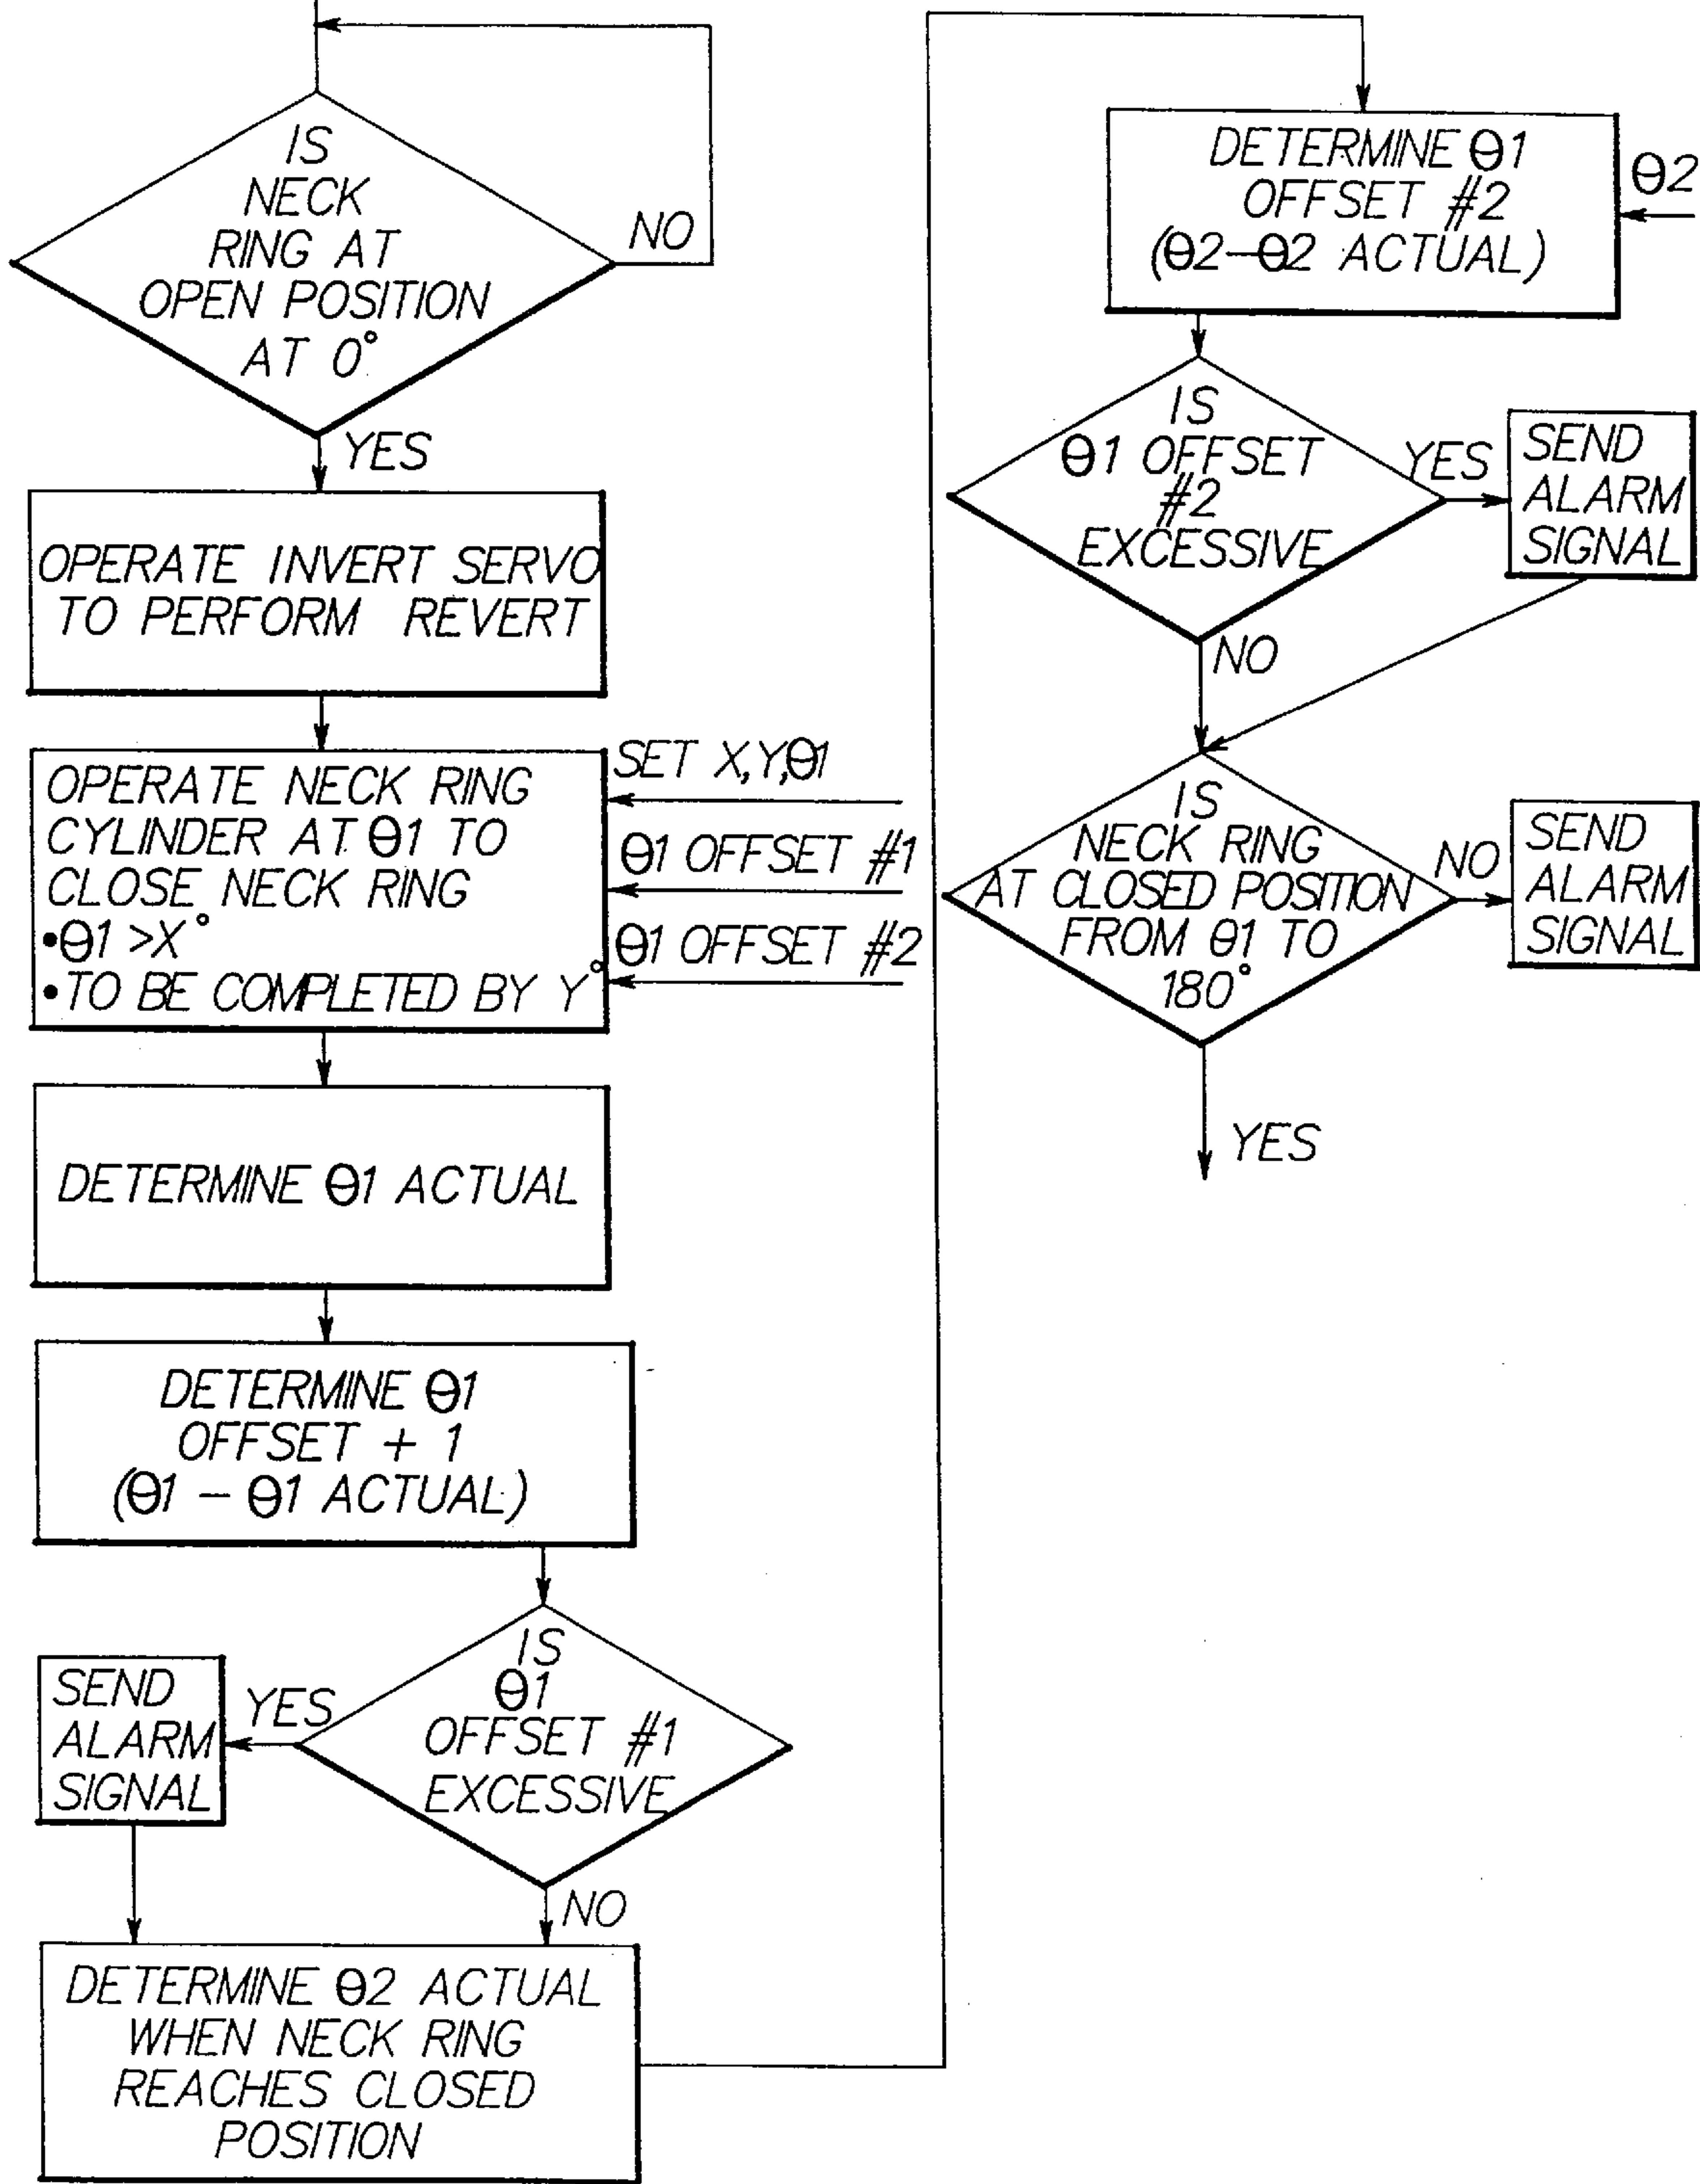 IS
NECK
RING AT
OPEN POSITION
AT 0°
NO
YES
OPERATE INVERT SERVO
TO PERFORM REVERT
OPERATE NECK RING
CYLINDER AT θ1 TO
CLOSE NECK RING
•θ1 >X°
•TO BE COMPLETED BY Y°
SET X,Y,θ1
θ1 OFFSET #1
θ1 OFFSET #2
DETERMINE θ1 ACTUAL
DETERMINE θ1
OFFSET + 1
(θ1 – θ1 ACTUAL)
IS
θ1
OFFSET #1
EXCESSIVE
YES
SEND
ALARM
SIGNAL
NO
DETERMINE θ2 ACTUAL
WHEN NECK RING
REACHES CLOSED
POSITION
DETERMINE θ1
OFFSET #2
(θ2–θ2 ACTUAL)
θ2
IS
θ1 OFFSET
#2
EXCESSIVE
YES
SEND
ALARM
SIGNAL
NO
IS
NECK RING
AT CLOSED POSITION
FROM θ1 TO
180°
NO
SEND
ALARM
SIGNAL
YES